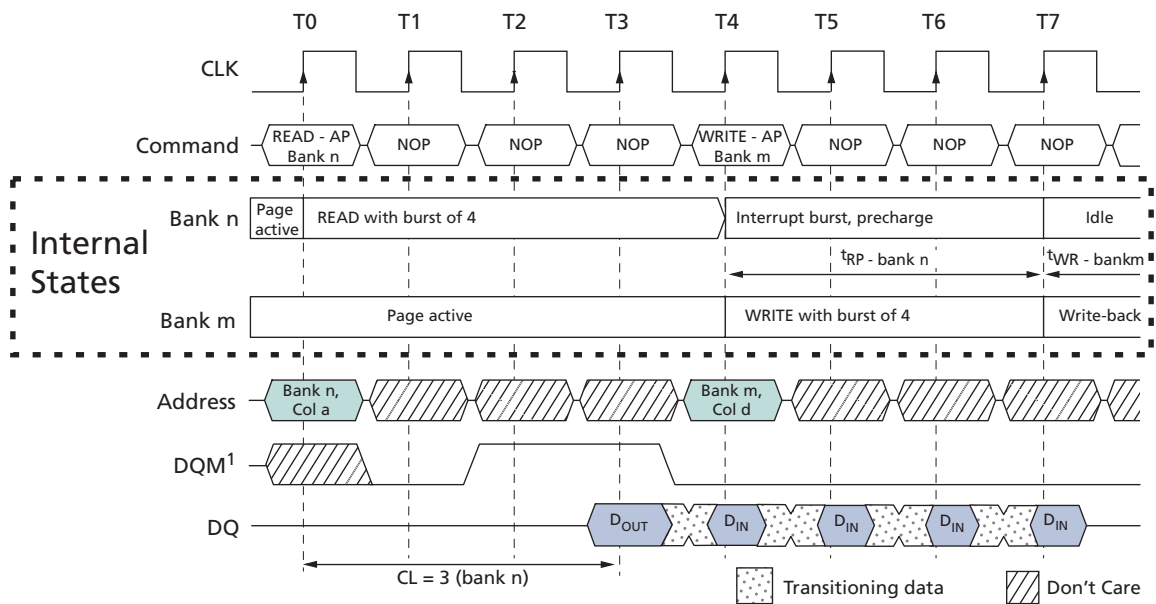 T0 T1 T2 T3 T4 T5 T6 T7
CLK
Command
READ - AP
Bank n
NOP
NOP
NOP
WRITE - AP
Bank m
NOP
NOP
NOP
Internal
States
Bank n
Page
active
READ with burst of 4
Interrupt burst, precharge
Idle
tRP - bank n
tWR - bankm
Bank m
Page active
WRITE with burst of 4
Write-back
Address
Bank n,
Col a
Bank m,
Col d
DQM1
DQ
DOUT
DIN
DIN
DIN
DIN
CL = 3 (bank n)
Transitioning data
Don't Care